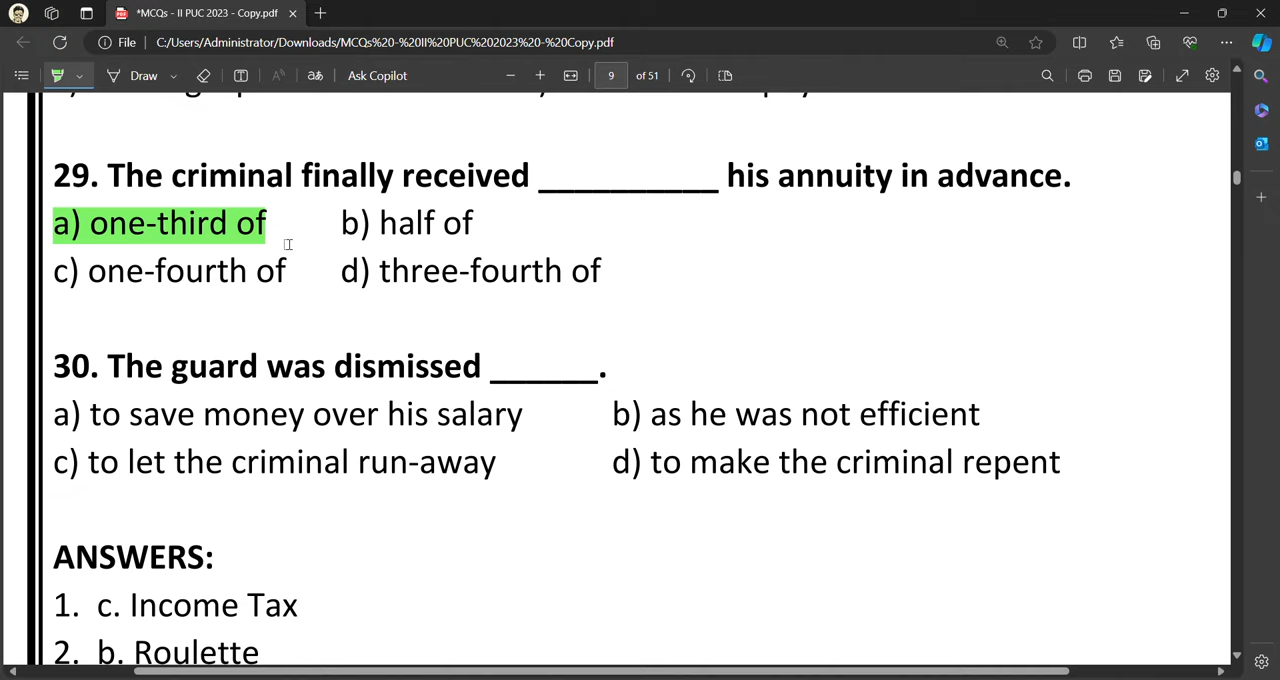 *MCQs - II PUC 2023 - Copy.pdf
File C:/Users/Administrator/Downloads/MCQs%20-%20II%20PUC%202023%20-%20Copy.pdf
Draw Ask Copilot 9 of 51
29. The criminal finally received __________ his annuity in advance.
a) one-third of b) half of
c) one-fourth of d) three-fourth of
30. The guard was dismissed ______.
a) to save money over his salary b) as he was not efficient
c) to let the criminal run-away d) to make the criminal repent
ANSWERS:
1. c. Income Tax
2. b. Roulette